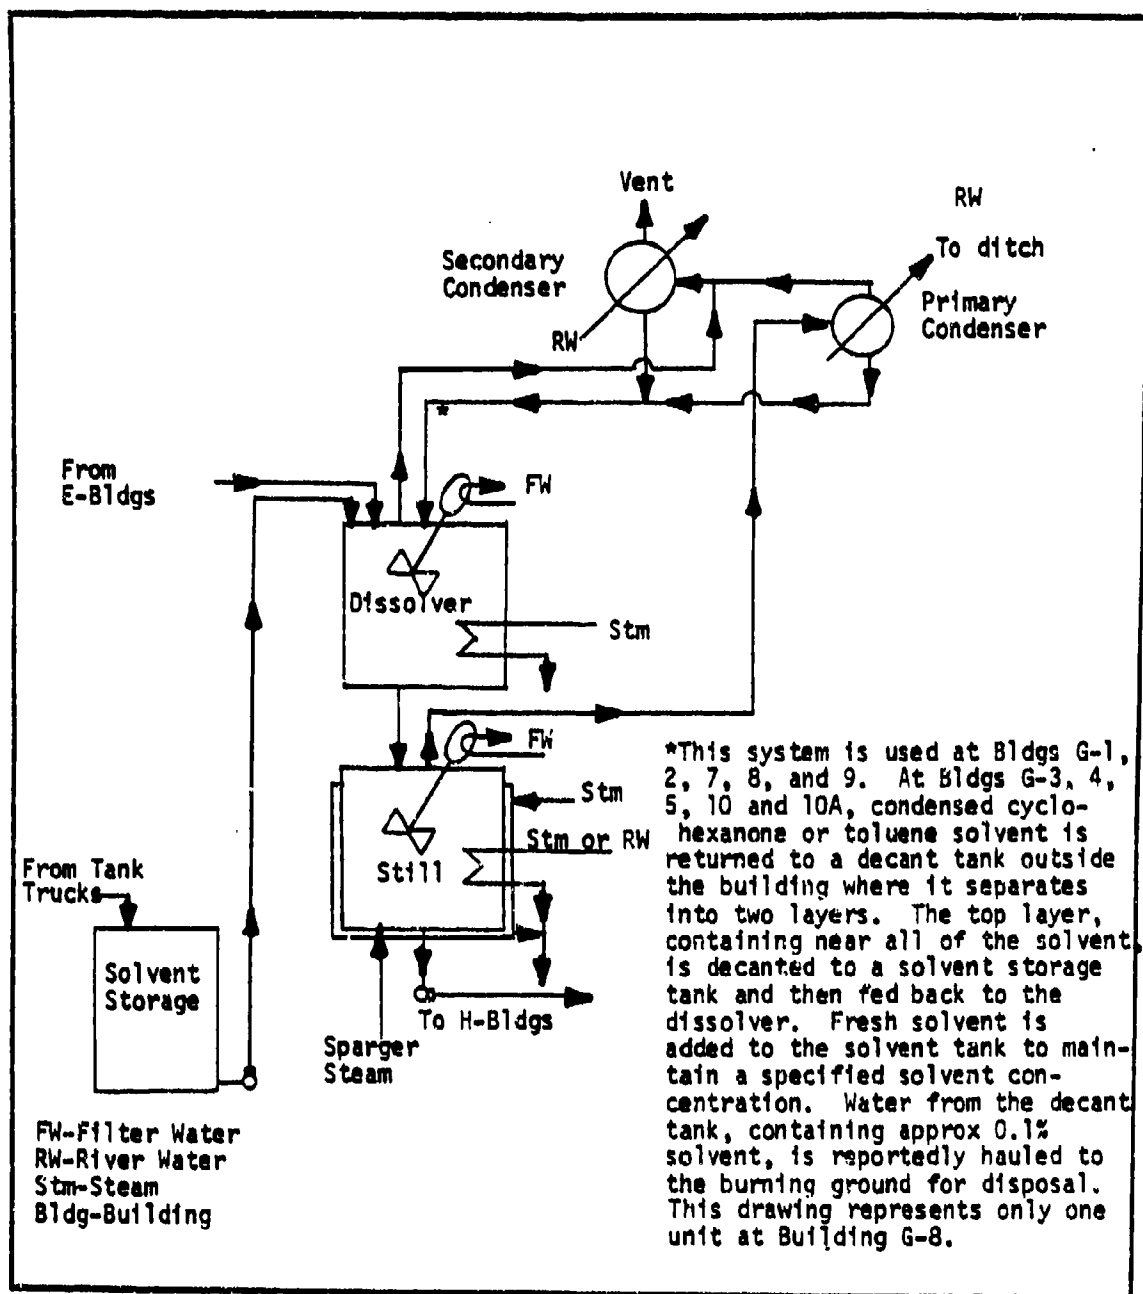 Vent
RW
To ditch
Secondary
Condenser
Primary
Condenser
RW
*
From
E-Bldgs
FW
Dissolver
Stm
FW
Stm
Stm or RW
Still
From Tank
Trucks
Solvent
Storage
To H-Bldgs
Sparger
Steam
*This system is used at Bldgs G-1,
2, 7, 8, and 9. At Bldgs G-3, 4,
5, 10 and 10A, condensed cyclo-
hexanone or toluene solvent is
returned to a decant tank outside
the building where it separates
into two layers. The top layer,
containing near all of the solvent,
is decanted to a solvent storage
tank and then fed back to the
dissolver. Fresh solvent is
added to the solvent tank to main-
tain a specified solvent con-
centration. Water from the decant
tank, containing approx 0.1%
solvent, is reportedly hauled to
the burning ground for disposal.
This drawing represents only one
unit at Building G-8.
FW-Filter Water
RW-River Water
Stm-Steam
Bldg-Building